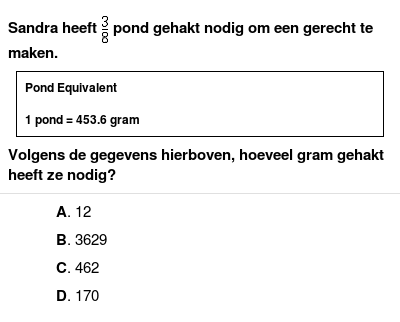 Sandra heeft 3/8 pond gehakt nodig om een gerecht te
maken.
Pond Equivalent
1 pond = 453.6 gram
Volgens de gegevens hierboven, hoeveel gram gehakt
heeft ze nodig?
A. 12
B. 3629
C. 462
D. 170